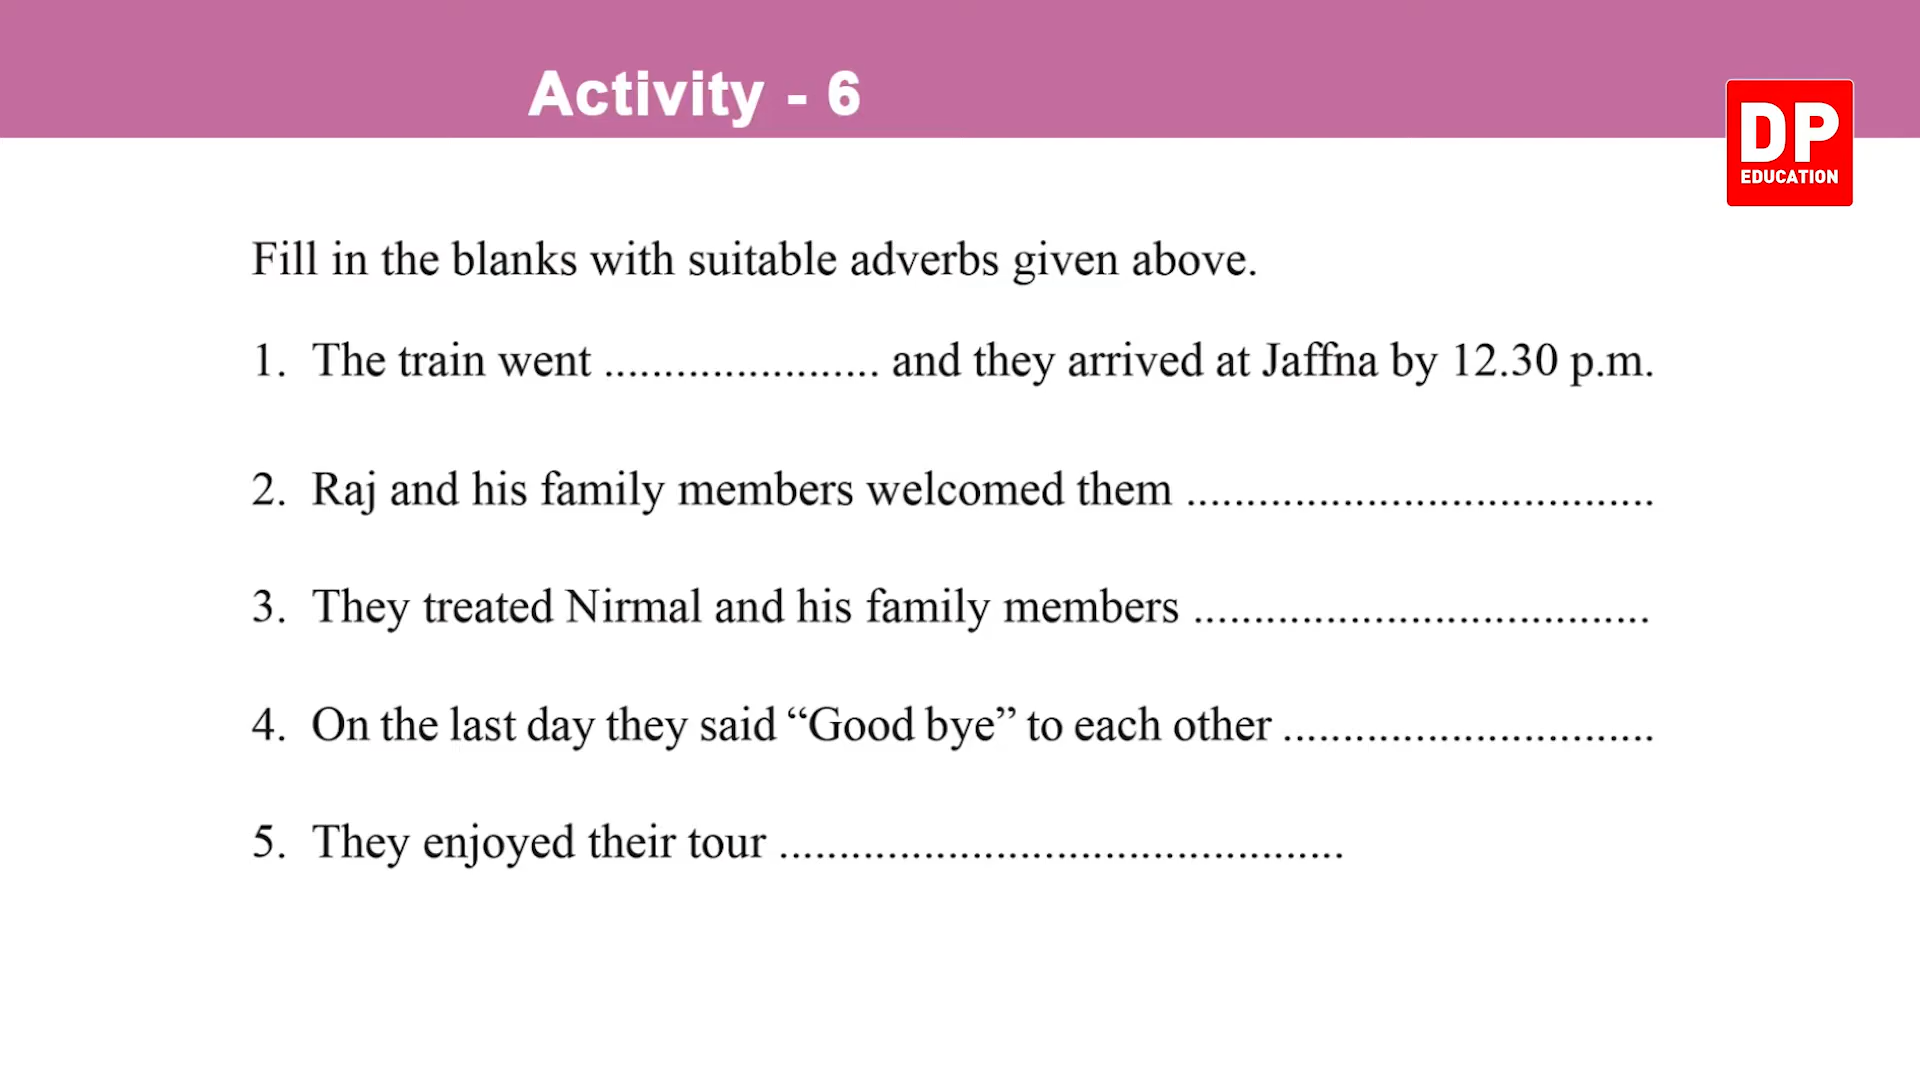 Activity - 6
DP
EDUCATION
Fill in the blanks with suitable adverbs given above.
1. The train went ....................... and they arrived at Jaffna by 12.30 p.m.
2. Raj and his family members welcomed them .......................................
3. They treated Nirmal and his family members ......................................
4. On the last day they said “Good bye” to each other ...............................
5. They enjoyed their tour ...............................................